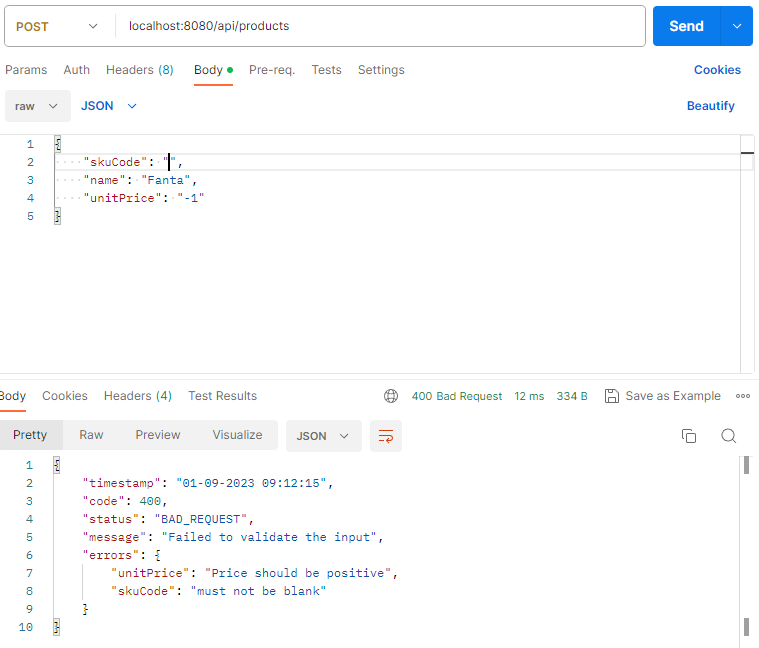 POST localhost:8080/api/products Send
Params Auth Headers (8) Body Pre-req. Tests Settings Cookies
raw JSON Beautify
1 {
2 ····"skuCode":·"",
3 ····"name":·"Fanta",
4 ····"unitPrice":·"-1"
5 }
Body Cookies Headers (4) Test Results 400 Bad Request 12 ms 334 B Save as Example
Pretty Raw Preview Visualize JSON
1 {
2 "timestamp": "01-09-2023 09:12:15",
3 "code": 400,
4 "status": "BAD_REQUEST",
5 "message": "Failed to validate the input",
6 "errors": {
7 "unitPrice": "Price should be positive",
8 "skuCode": "must not be blank"
9 }
10 }